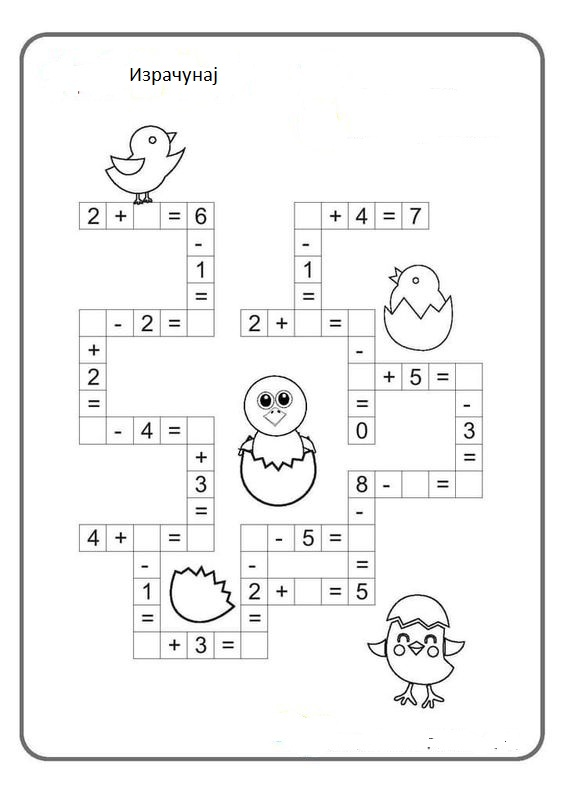 Израчунај
2 + = 6 + 4 = 7
- -
1 1
= =
- 2 = 2 + =
+ -
2 + 5 =
= = -
- 4 = 0 3
+ =
3 8 - =
= -
4 + = - 5 =
- - =
1 2 + = 5
= =
+ 3 =